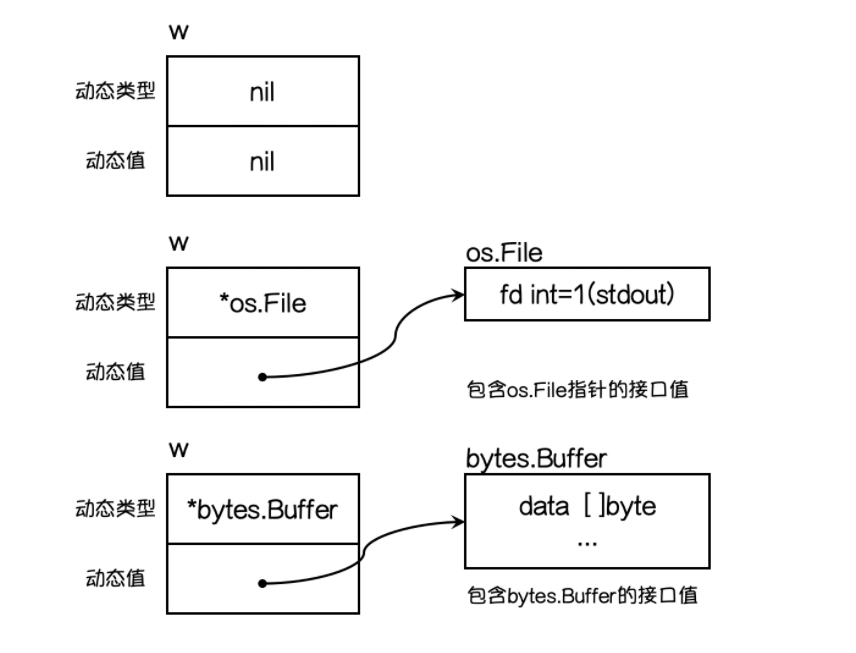 w
动态类型 nil
动态值 nil
w
os.File
动态类型 *os.File
fd int=1(stdout)
动态值
包含os.File指针的接口值
w
bytes.Buffer
动态类型 *bytes.Buffer
data [ ]byte
...
动态值
包含bytes.Buffer的接口值